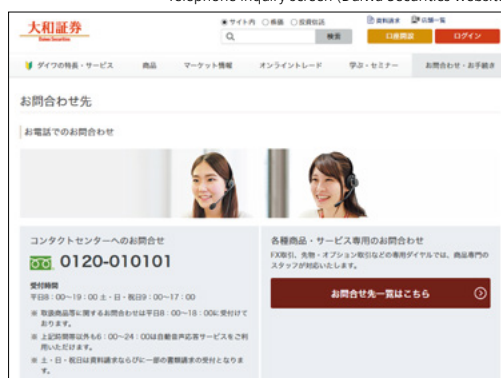 Telephone inquiry screen (Daiwa Securities website
大和証券
Daiwa Securities
サイト内 株価 投資信託
検索
資料請求 店舗一覧
口座開設 ログイン
ダイワの特長・サービス 商品 マーケット情報 オンライントレード 学ぶ・セミナー お問合わせ・お手続き
お問合わせ先
お電話でのお問合わせ
コンタクトセンターへのお問合せ
0120-010101
受付時間
平日8：00～19：00 土・日・祝日9：00～17：00
※ 取扱商品等に関するお問合わせは平日8：00～18：00に受付けて
おります。
※ 上記時間帯以外も6：00～24：00は自動音声応答サービスをご利
用いただけます。
※ 土・日・祝日は資料請求ならびに一部の書類請求の受付となりま
す。
各種商品・サービス専用のお問合わせ
FX取引、先物・オプション取引などの専用ダイヤルでは、商品専門の
スタッフが対応いたします。
お問合せ先一覧はこちら